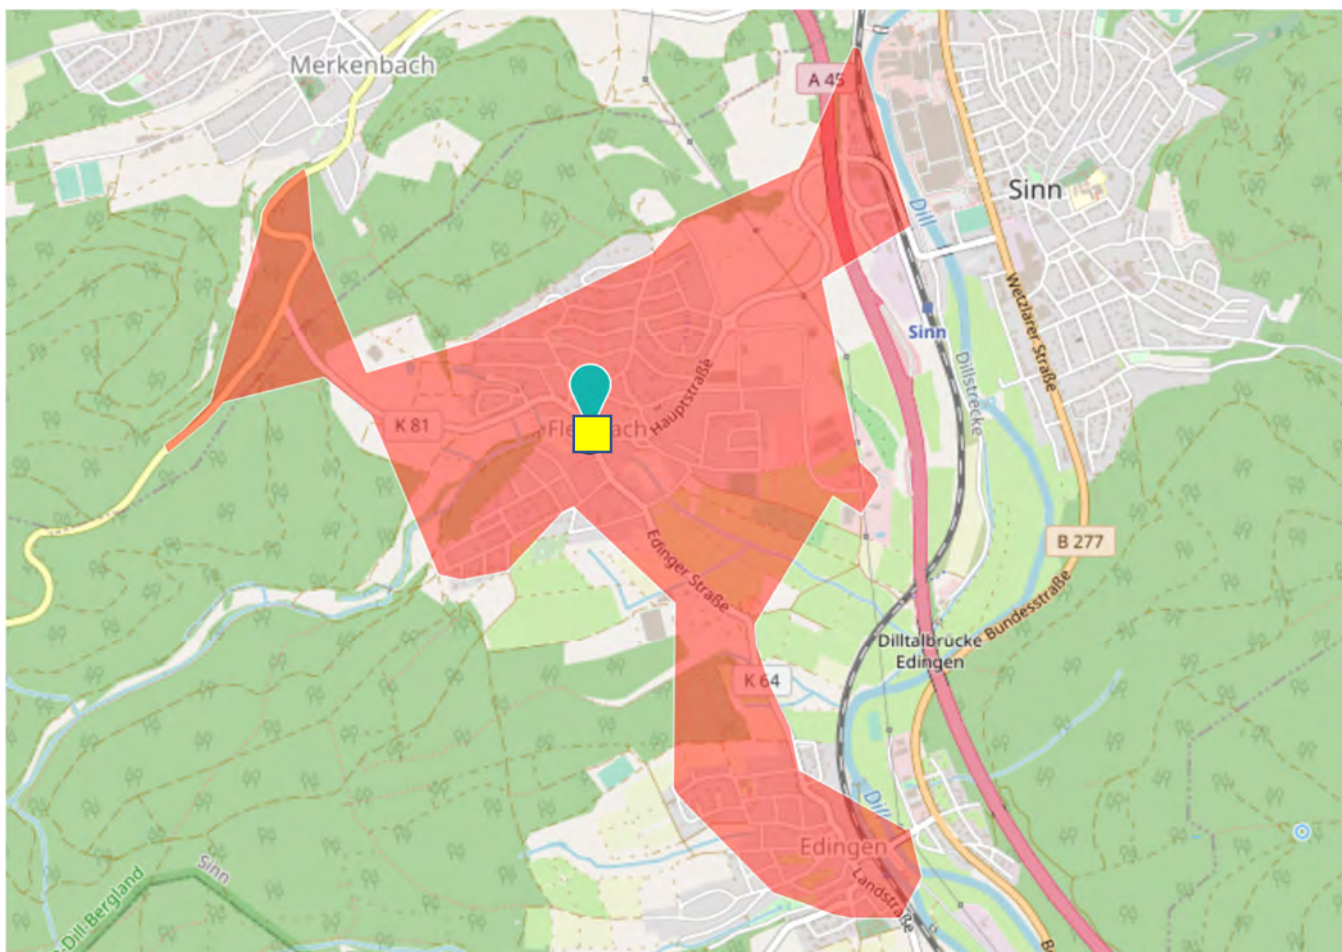 Merkenbach
A 45
Sinn
Dill
Wetzlarer Straße
Sinn
Hauptstraße
Dillstrecke
K 81
B 277
Edinger Straße
Bundesstraße
Dilltalbrücke
Edingen
K 64
Dill
Edingen
Landstraße
Sinn
-Dill-Bergland